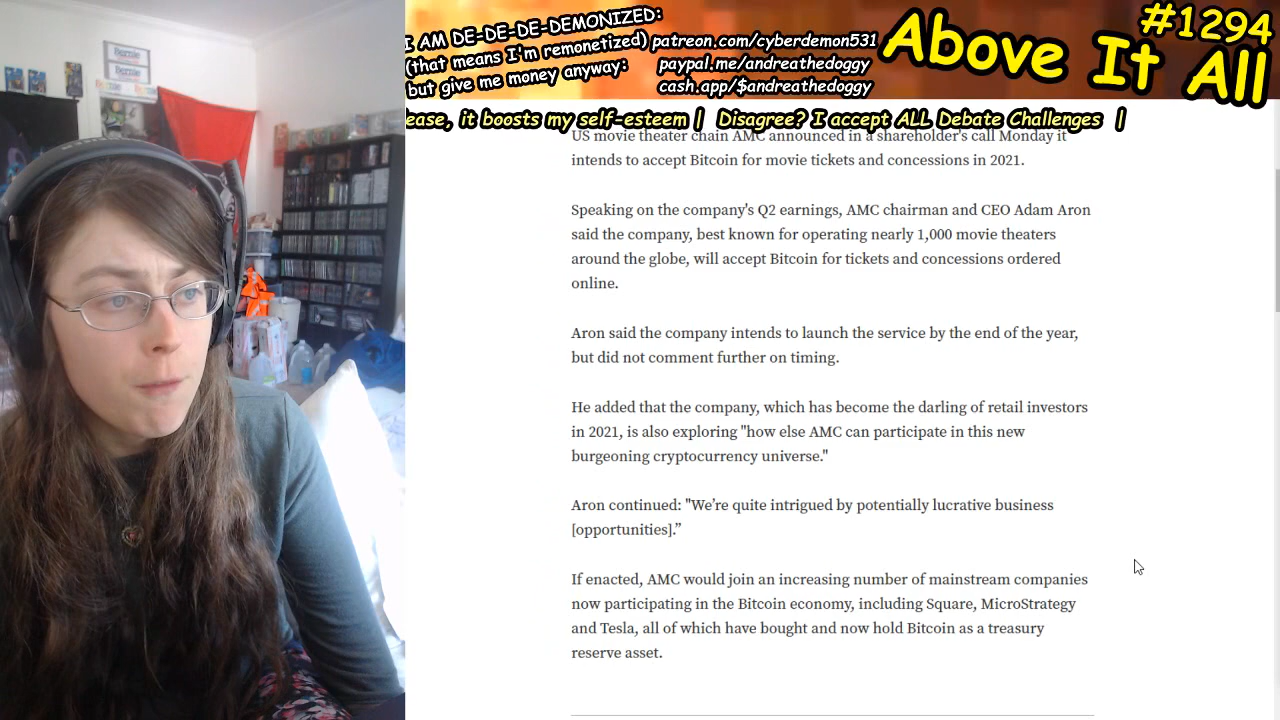 I AM DE-DE-DE-DEMONIZED:
(that means I'm remonetized)
but give me money anyway:
patreon.com/cyberdemon531
paypal.me/andreathedoggy
cash.app/$andreathedoggy
#1294
Above It All
ease, it boosts my self-esteem | Disagree? I accept ALL Debate Challenges |
US movie theater chain AMC announced in a shareholder's call Monday it
intends to accept Bitcoin for movie tickets and concessions in 2021.
Speaking on the company's Q2 earnings, AMC chairman and CEO Adam Aron
said the company, best known for operating nearly 1,000 movie theaters
around the globe, will accept Bitcoin for tickets and concessions ordered
online.
Aron said the company intends to launch the service by the end of the year,
but did not comment further on timing.
He added that the company, which has become the darling of retail investors
in 2021, is also exploring "how else AMC can participate in this new
burgeoning cryptocurrency universe."
Aron continued: "We’re quite intrigued by potentially lucrative business
[opportunities].”
If enacted, AMC would join an increasing number of mainstream companies
now participating in the Bitcoin economy, including Square, MicroStrategy
and Tesla, all of which have bought and now hold Bitcoin as a treasury
reserve asset.
Bernie
Bernie